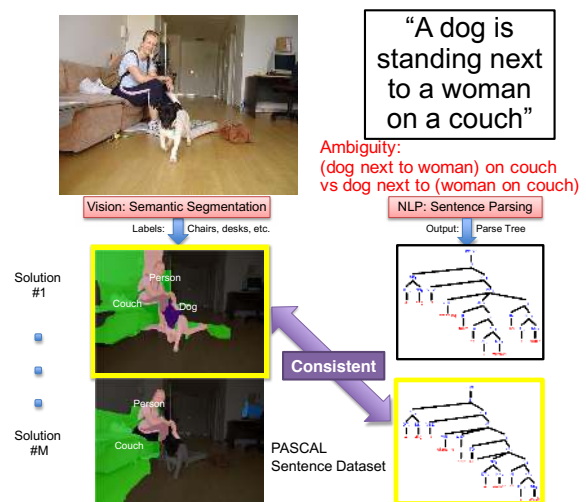 “A dog is
standing next
to a woman
on a couch”
Ambiguity:
(dog next to woman) on couch
vs dog next to (woman on couch)
Vision: Semantic Segmentation
NLP: Sentence Parsing
Labels: Chairs, desks, etc.
Output: Parse Tree
Solution
#1
Person
Couch
Dog
Consistent
Person
Couch
Solution
#M
PASCAL
Sentence Dataset